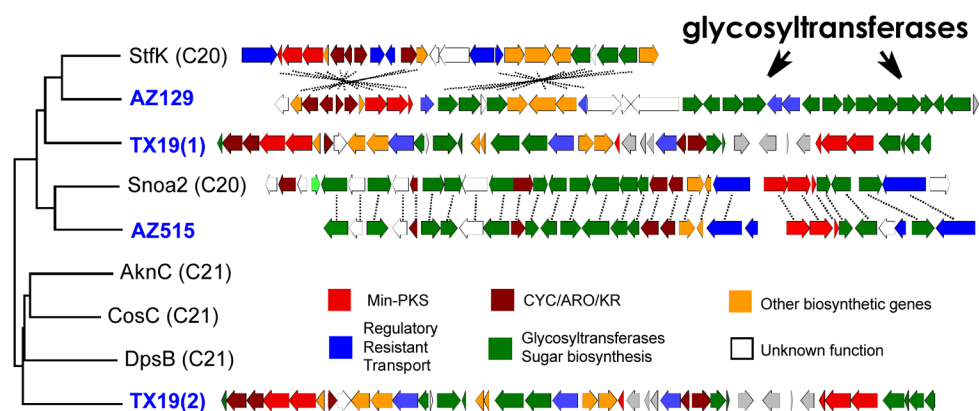 glycosyltransferases
StfK (C20)
AZ129
TX19(1)
Snoa2 (C20)
AZ515
AknC (C21)
CosC (C21)
DpsB (C21)
TX19(2)
Min-PKS
CYC/ARO/KR
Other biosynthetic genes
Regulatory
Resistant
Transport
Glycosyltransferases
Sugar biosynthesis
Unknown function